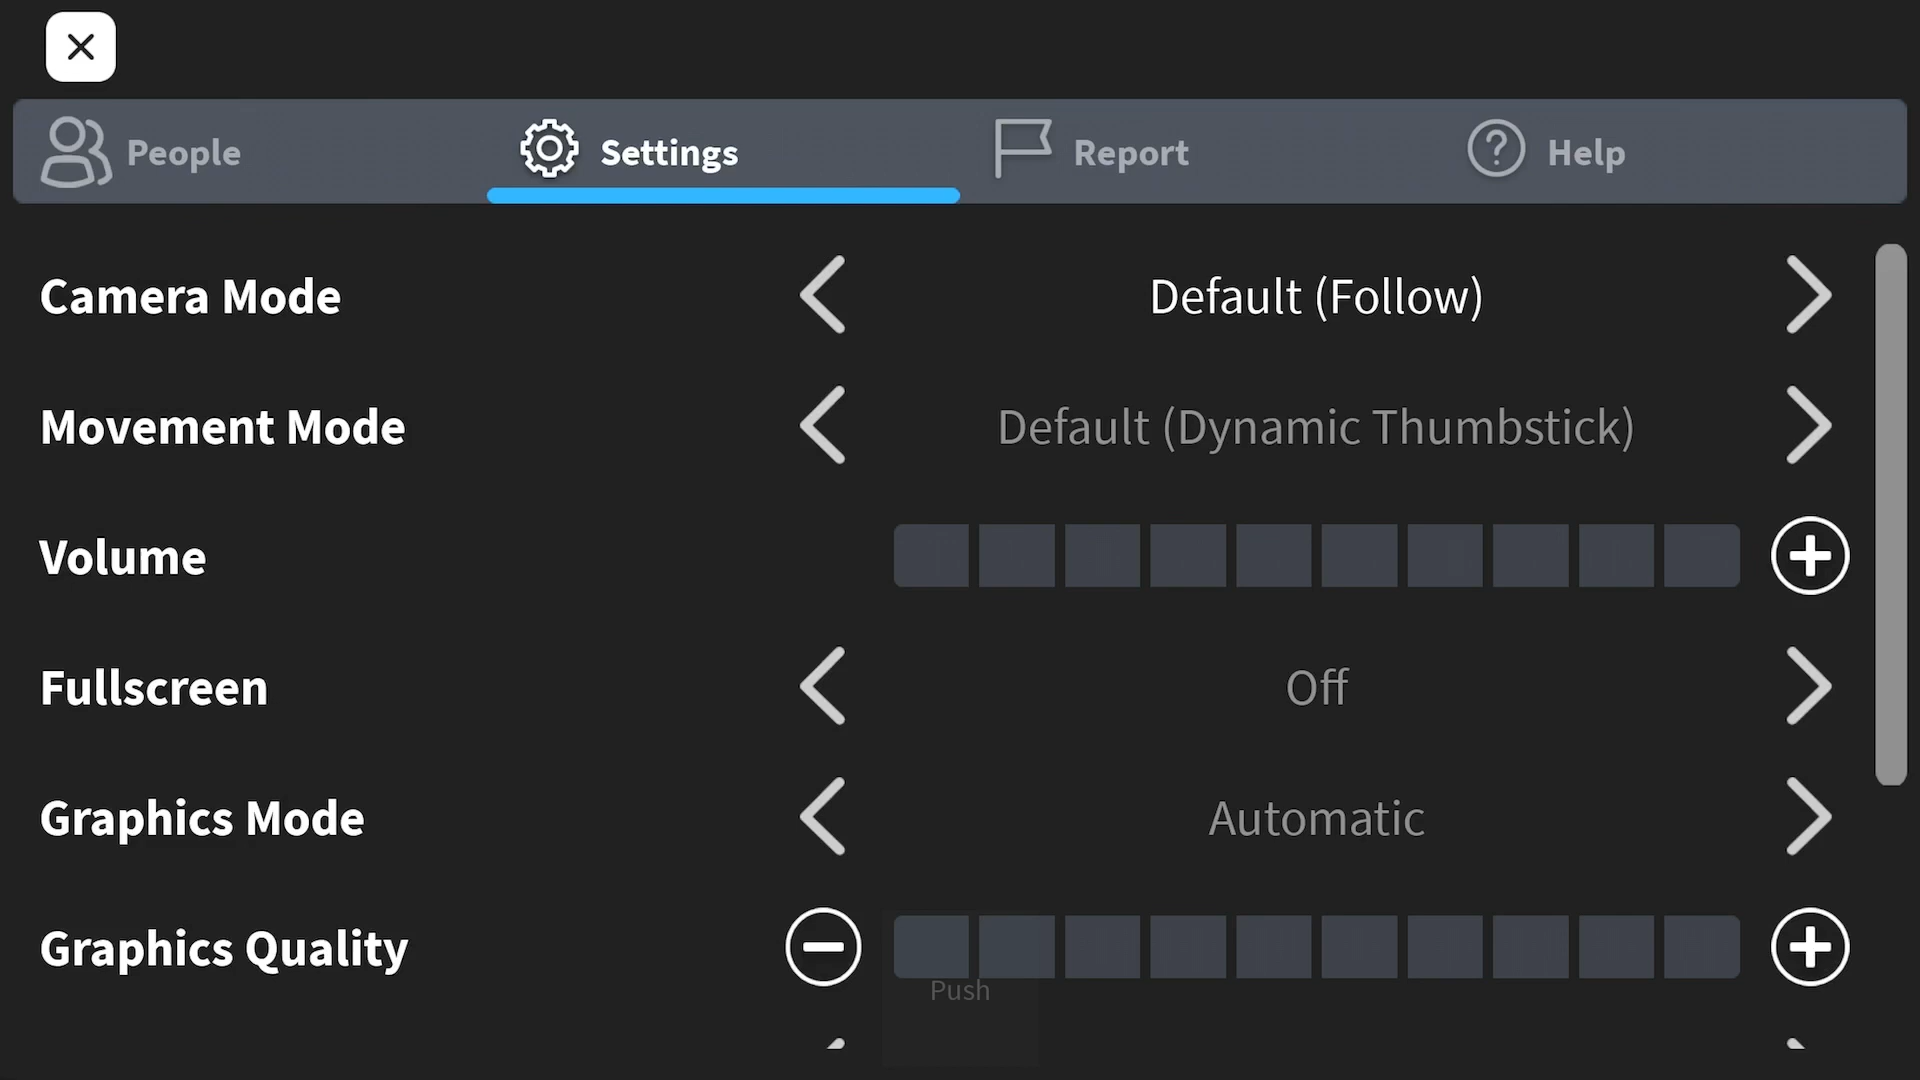 People
Settings
Report
Help
Camera Mode
Default (Follow)
Movement Mode
Default (Dynamic Thumbstick)
Volume
Fullscreen
Off
Graphics Mode
Automatic
Graphics Quality
Push